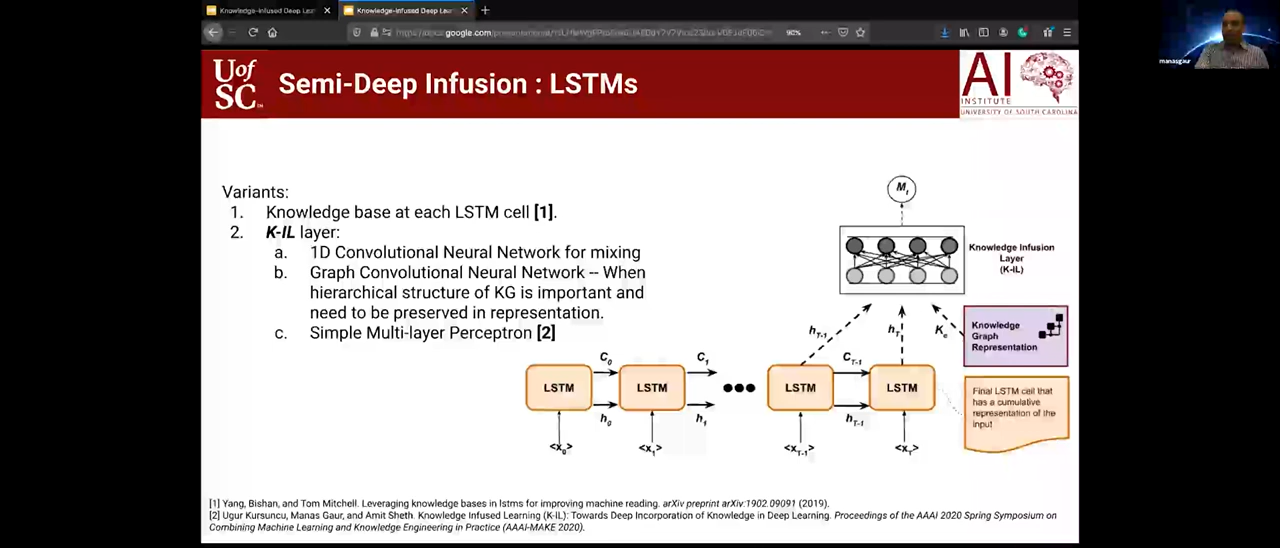 Knowledge-Infused Deep Lear
Knowledge-Infused Deep Lear
90%
manasgaur
UofSC
Semi-Deep Infusion : LSTMs
AI
INSTITUTE
UNIVERSITY OF SOUTH CAROLINA
Variants:
1. Knowledge base at each LSTM cell [1].
2. K-IL layer:
a. 1D Convolutional Neural Network for mixing
b. Graph Convolutional Neural Network -- When
hierarchical structure of KG is important and
need to be preserved in representation.
c. Simple Multi-layer Perceptron [2]
Knowledge Infusion
Layer
(K-IL)
hT-1
hT
Knowledge
Graph
Representation
C0
C1
CT-1
LSTM
LSTM
LSTM
LSTM
Final LSTM cell that
has a cumulative
representation of the
input
h0
h1
hT-1
<x0>
<x1>
<xT-1>
<xT>
[1] Yang, Bishan, and Tom Mitchell. Leveraging knowledge bases in lstms for improving machine reading. arXiv preprint arXiv:1902.09091 (2019).
[2] Ugur Kursuncu, Manas Gaur, and Amit Sheth. Knowledge Infused Learning (K-IL): Towards Deep Incorporation of Knowledge in Deep Learning. Proceedings of the AAAI 2020 Spring Symposium on
Combining Machine Learning and Knowledge Engineering in Practice (AAAI-MAKE 2020).